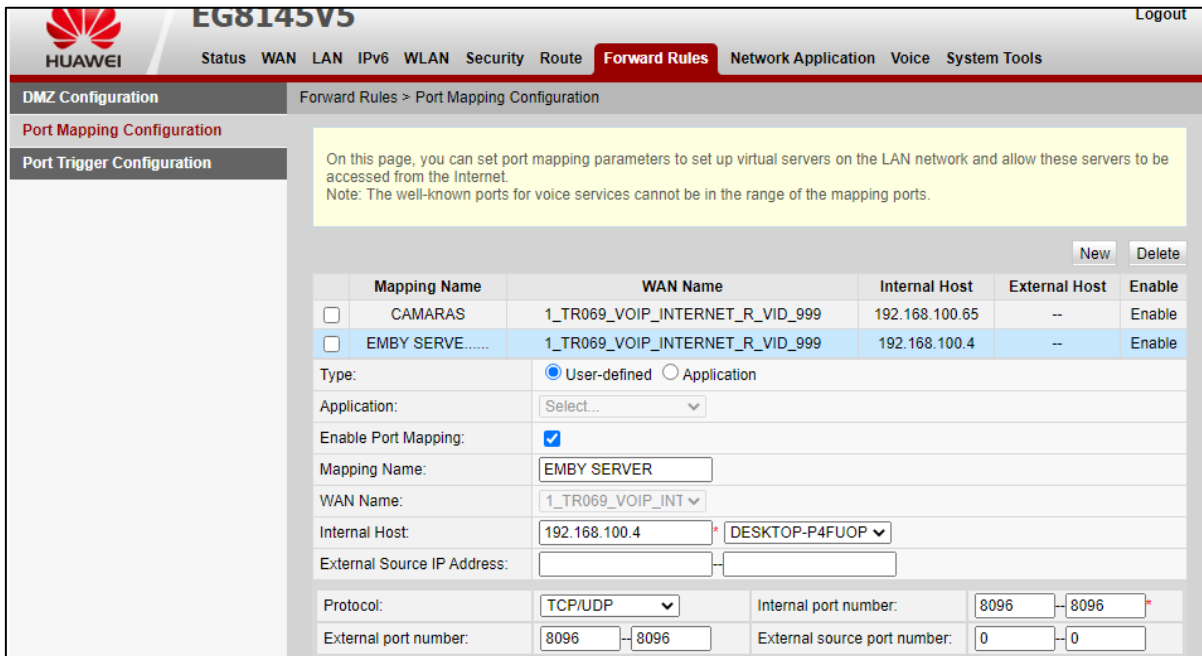 EG8145V5
Logout
HUAWEI
Status WAN LAN IPv6 WLAN Security Route Forward Rules Network Application Voice System Tools
DMZ Configuration
Forward Rules > Port Mapping Configuration
Port Mapping Configuration
Port Trigger Configuration
On this page, you can set port mapping parameters to set up virtual servers on the LAN network and allow these servers to be
accessed from the Internet.
Note: The well-known ports for voice services cannot be in the range of the mapping ports.
New Delete
Mapping Name WAN Name Internal Host External Host Enable
CAMARAS 1_TR069_VOIP_INTERNET_R_VID_999 192.168.100.65 -- Enable
EMBY SERVE...... 1_TR069_VOIP_INTERNET_R_VID_999 192.168.100.4 -- Enable
Type: User-defined Application
Application: Select...
Enable Port Mapping:
Mapping Name: EMBY SERVER
WAN Name: 1_TR069_VOIP_INT
Internal Host: 192.168.100.4 * DESKTOP-P4FUOP
External Source IP Address: --
Protocol: TCP/UDP Internal port number: 8096 -- 8096 *
External port number: 8096 -- 8096 External source port number: 0 -- 0